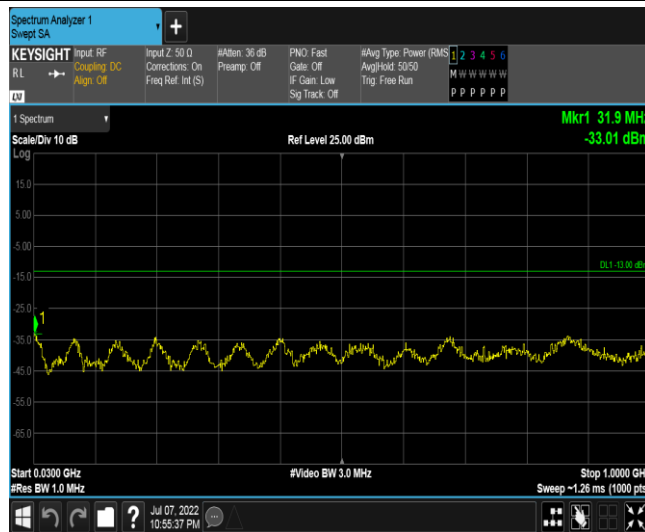 Spectrum Analyzer 1
Swept SA
+
KEYSIGHT
RL
LXI
Input: RF
Coupling: DC
Align: Off
Input Z: 50 Ω
Corrections: On
Freq Ref: Int (S)
#Atten: 36 dB
Preamp: Off
PNO: Fast
Gate: Off
IF Gain: Low
Sig Track: Off
#Avg Type: Power (RMS
Avg|Hold: 50/50
Trig: Free Run
1 2 3 4 5 6
M W W W W W
P P P P P P
1 Spectrum
Mkr1 31.9 MHz
Scale/Div 10 dB
Ref Level 25.00 dBm
-33.01 dBm
Log
15.0
5.00
-5.00
DL1 -13.00 dBm
-15.0
-25.0
1
-35.0
-45.0
-55.0
-65.0
Start 0.0300 GHz
#Video BW 3.0 MHz
Stop 1.0000 GH
#Res BW 1.0 MHz
Sweep ~1.26 ms (1000 pts
?
Jul 07, 2022
10:55:37 PM